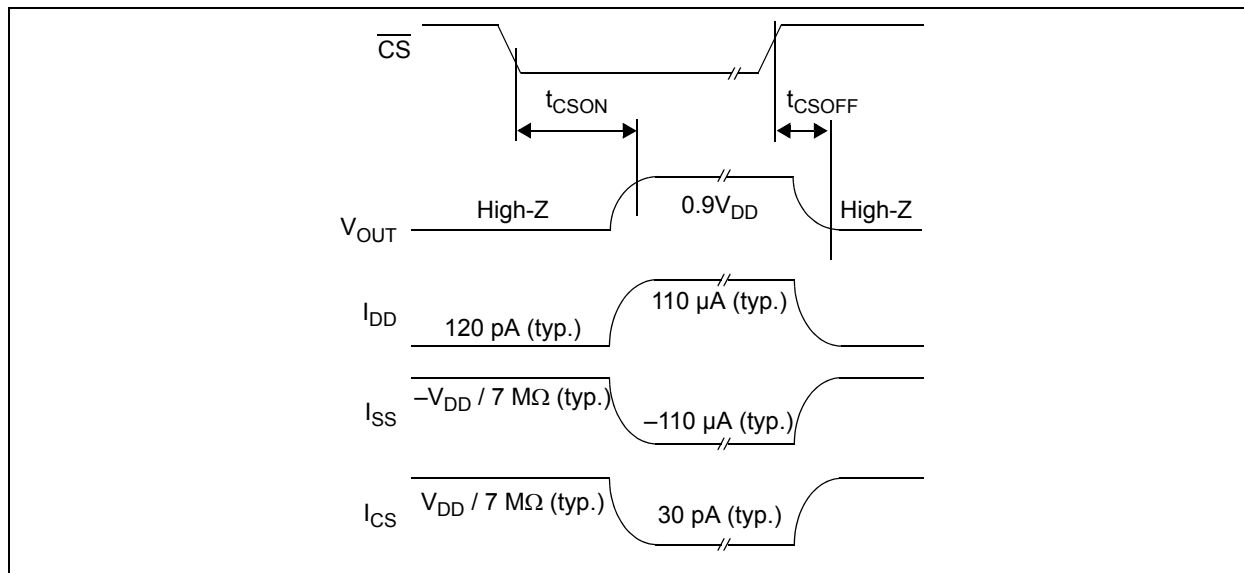 CS
tCSON
tCSOFF
High-Z
0.9VDD
High-Z
VOUT
110 µA (typ.)
IDD
120 pA (typ.)
–VDD / 7 MΩ (typ.)
ISS
–110 µA (typ.)
VDD / 7 MΩ (typ.)
ICS
30 pA (typ.)